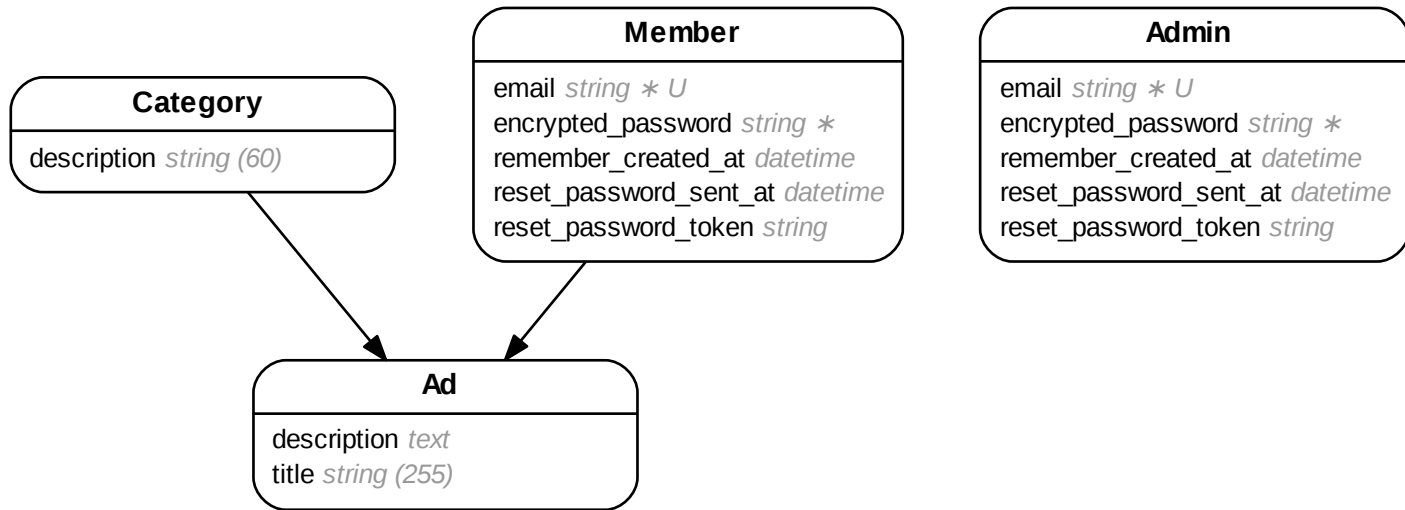 Category
description string (60)
Member
email string ∗ U
encrypted_password string ∗
remember_created_at datetime
reset_password_sent_at datetime
reset_password_token string
Admin
email string ∗ U
encrypted_password string ∗
remember_created_at datetime
reset_password_sent_at datetime
reset_password_token string
Ad
description text
title string (255)